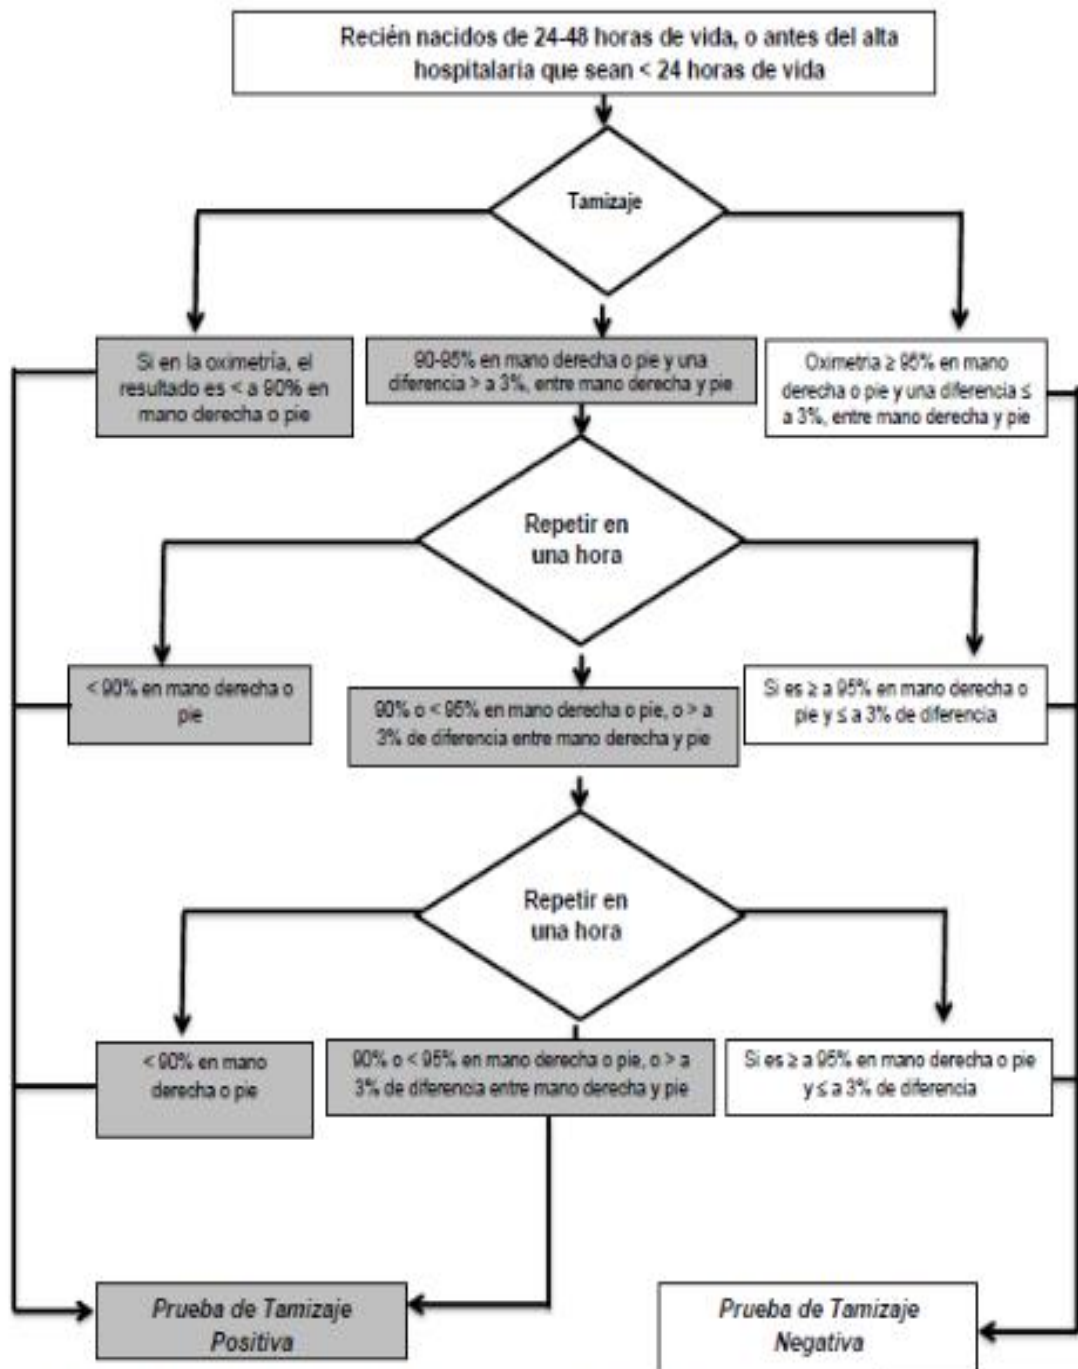 Recién nacidos de 24-48 horas de vida, o antes del alta
hospitalaria que sean < 24 horas de vida
Tamizaje
Si en la oximetría, el
resultado es < a 90% en
mano derecha o pie
90-95% en mano derecha o pie y una
diferencia > a 3%, entre mano derecha y pie
Oximetria ≥ 95% en mano
derecha o pie y una diferencia ≤
a 3%, entre mano derecha y pie
Repetir en
una hora
< 90% en mano derecha o
pie
90% o < 95% en mano derecha o pie, o > a
3% de diferencia entre mano derecha y pie
Si es ≥ a 95% en mano derecha o
pie y ≤ a 3% de diferencia
Repetir en
una hora
< 90% en mano
derecha o pie
90% o < 95% en mano derecha o pie, o > a
3% de diferencia entre mano derecha y pie
Si es ≥ a 95% en mano derecha o pie
y ≤ a 3% de diferencia
Prueba de Tamizaje
Positiva
Prueba de Tamizaje
Negativa